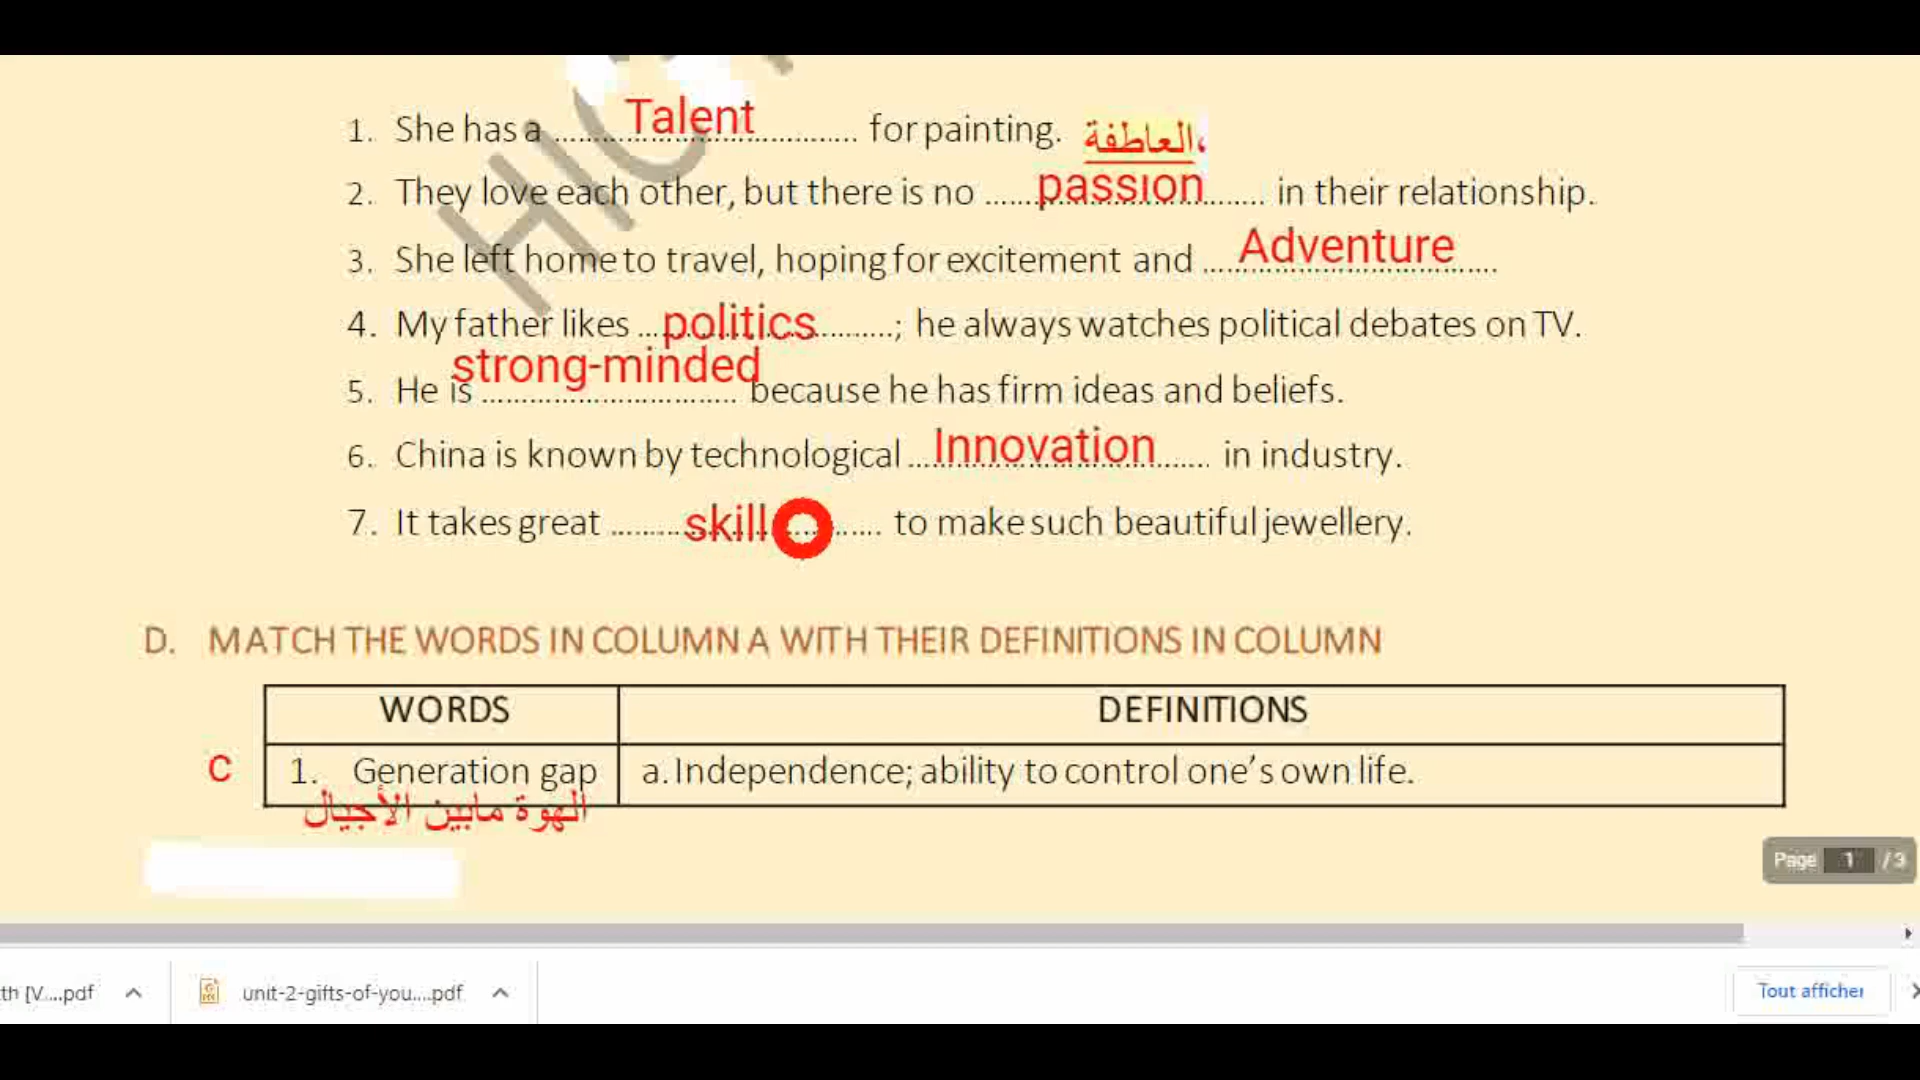 1. She has a ........ Talent ........ for painting. العاطفة،
2. They love each other, but there is no ........ passion ........ in their relationship.
3. She left home to travel, hoping for excitement and ........ Adventure ........
4. My father likes ........ politics ........; he always watches political debates on TV.
5. He is ........ strong-minded ........ because he has firm ideas and beliefs.
6. China is known by technological ........ Innovation ........ in industry.
7. It takes great ........ skill ........ to make such beautiful jewellery.
D. MATCH THE WORDS IN COLUMN A WITH THEIR DEFINITIONS IN COLUMN
WORDS DEFINITIONS
C 1. Generation gap a. Independence; ability to control one's own life.
الهوة مابين الأجيال
Page 1 / 3
th [V....pdf unit-2-gifts-of-you....pdf Tout afficher